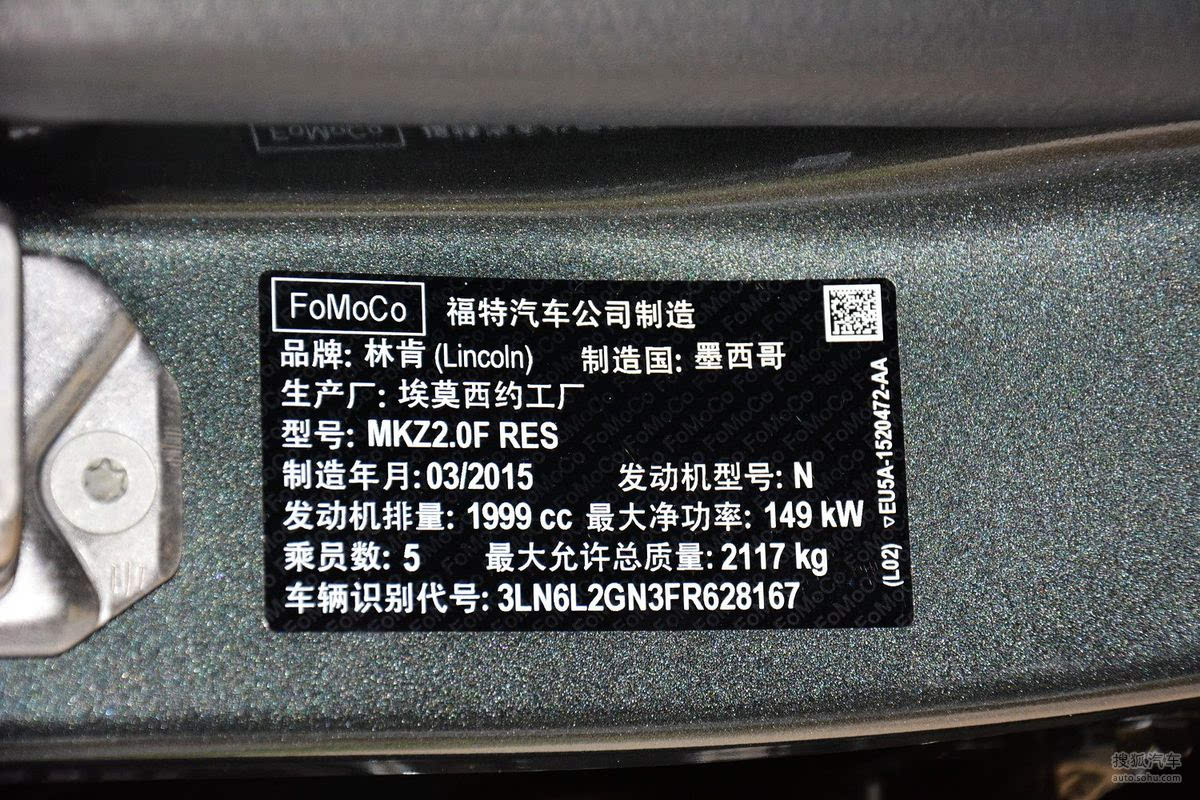 FoMoCo 福特汽车公司制造
品牌: 林肯 (Lincoln) 制造国: 墨西哥
生产厂: 埃莫西约工厂
型号: MKZ2.0F RES
制造年月: 03/2015 发动机型号: N
发动机排量: 1999 cc 最大净功率: 149 kW
乘员数: 5 最大允许总质量: 2117 kg
车辆识别代号: 3LN6L2GN3FR628167
(L02) ▽EU5A-1520472-AA
搜狐汽车
auto.sohu.com